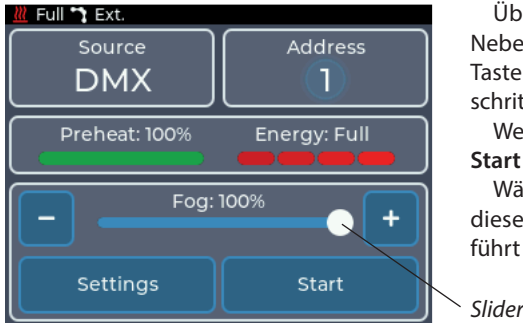 Full Ext.
Source
DMX
Address
1
Preheat: 100%
Energy: Full
Fog: 100%
− +
Settings
Start
Üb
Nebe
Taste
schrit
We
Start
Wä
diese
führt
Slider